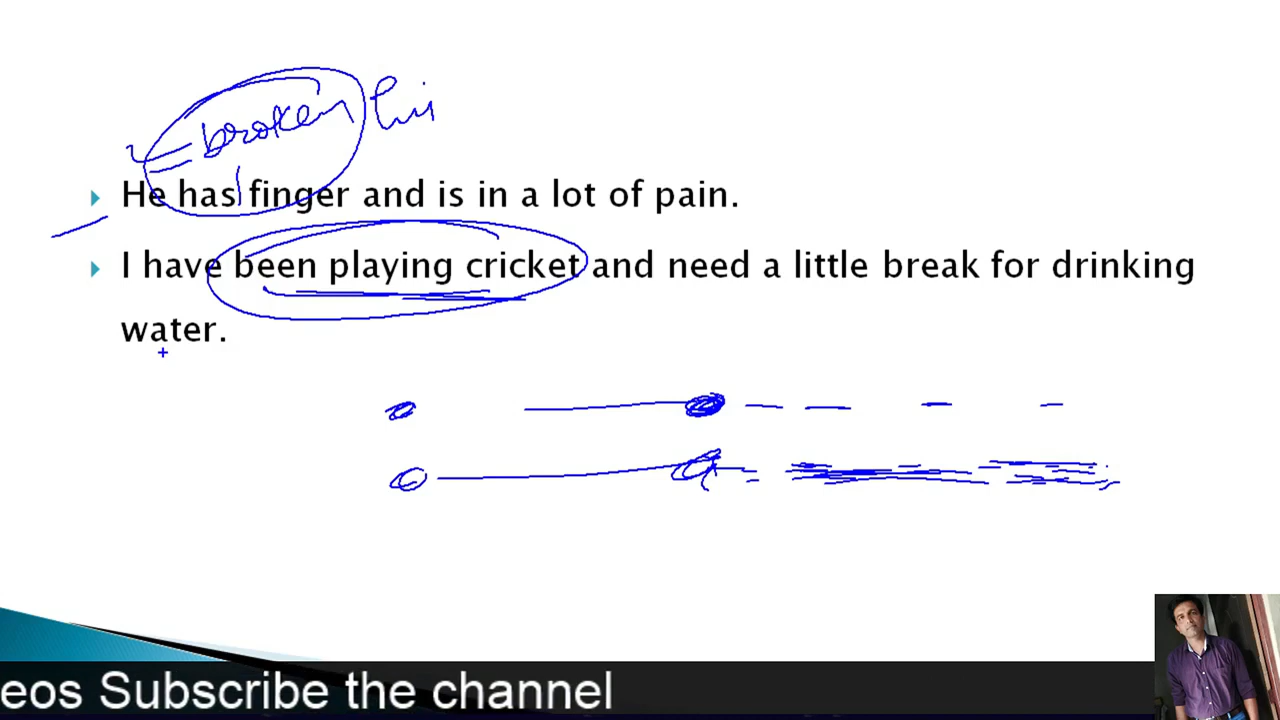 broken his
He has finger and is in a lot of pain.
I have been playing cricket and need a little break for drinking
water.
eos Subscribe the channel